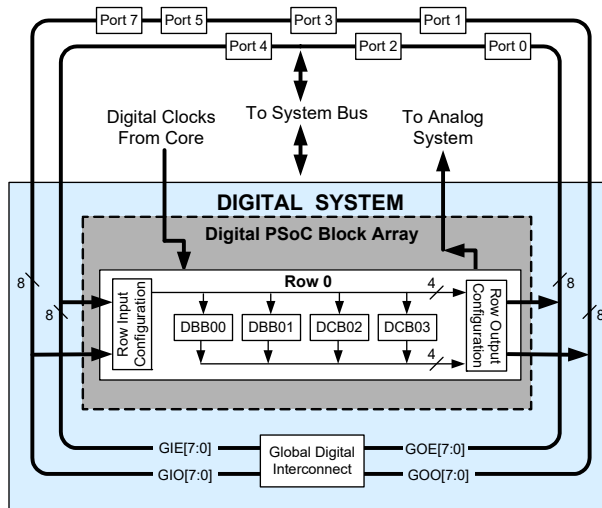 Port 7 Port 5 Port 3 Port 1
Port 4 Port 2 Port 0
Digital Clocks
From Core
To System Bus
To Analog
System
DIGITAL SYSTEM
Digital PSoC Block Array
Row 0
8
8
8
8
4
4
Row Input
Configuration
DBB00 DBB01 DCB02 DCB03
Row Output
Configuration
GIE[7:0]
GIO[7:0]
Global Digital
Interconnect
GOE[7:0]
GOO[7:0]